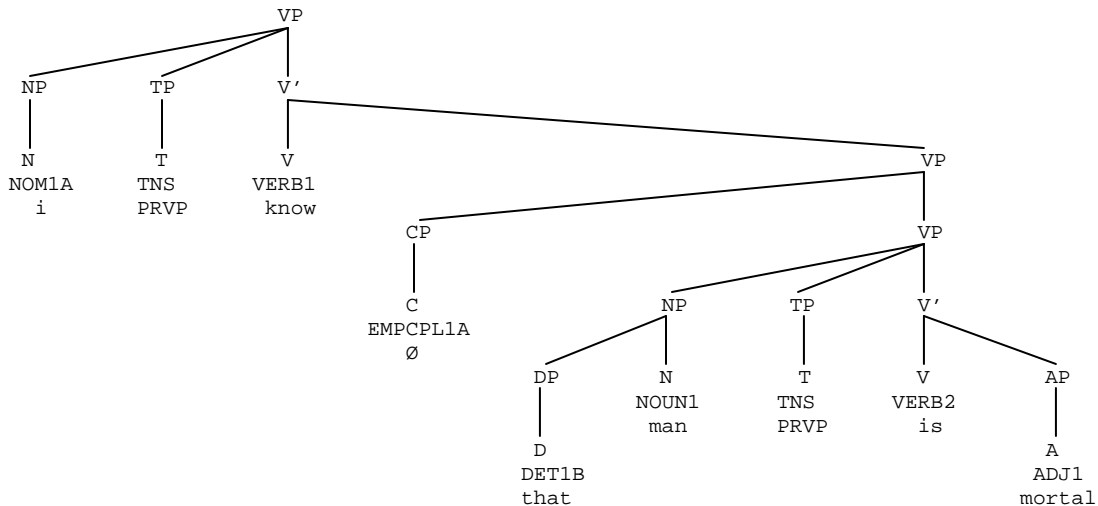 VP
NP TP V’
N T V VP
NOM1A TNS VERB1
i PRVP know
CP VP
C NP TP V’
EMPCPL1A
Ø
DP N T V AP
NOUN1 TNS VERB2
man PRVP is
D A
DET1B ADJ1
that mortal